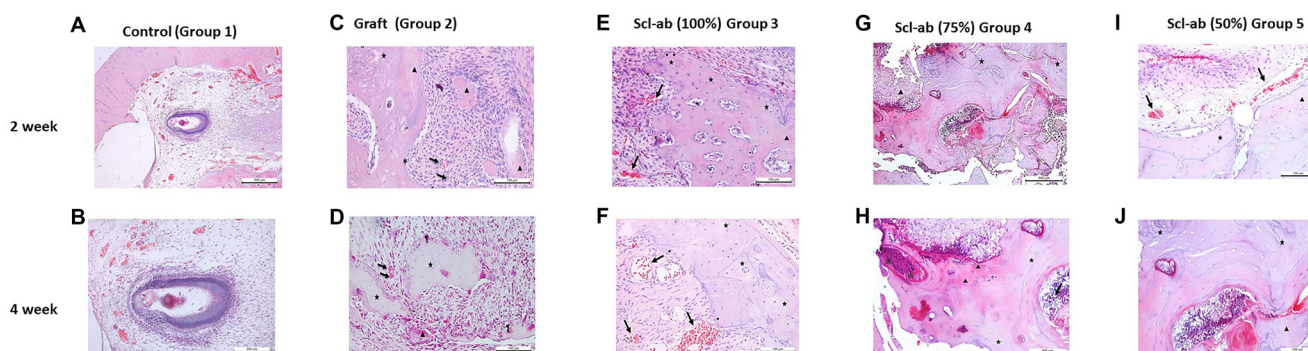 A
Control (Group 1)
C
Graft (Group 2)
E
Scl-ab (100%) Group 3
G
Scl-ab (75%) Group 4
I
Scl-ab (50%) Group 5
2 week
B
D
F
H
J
4 week